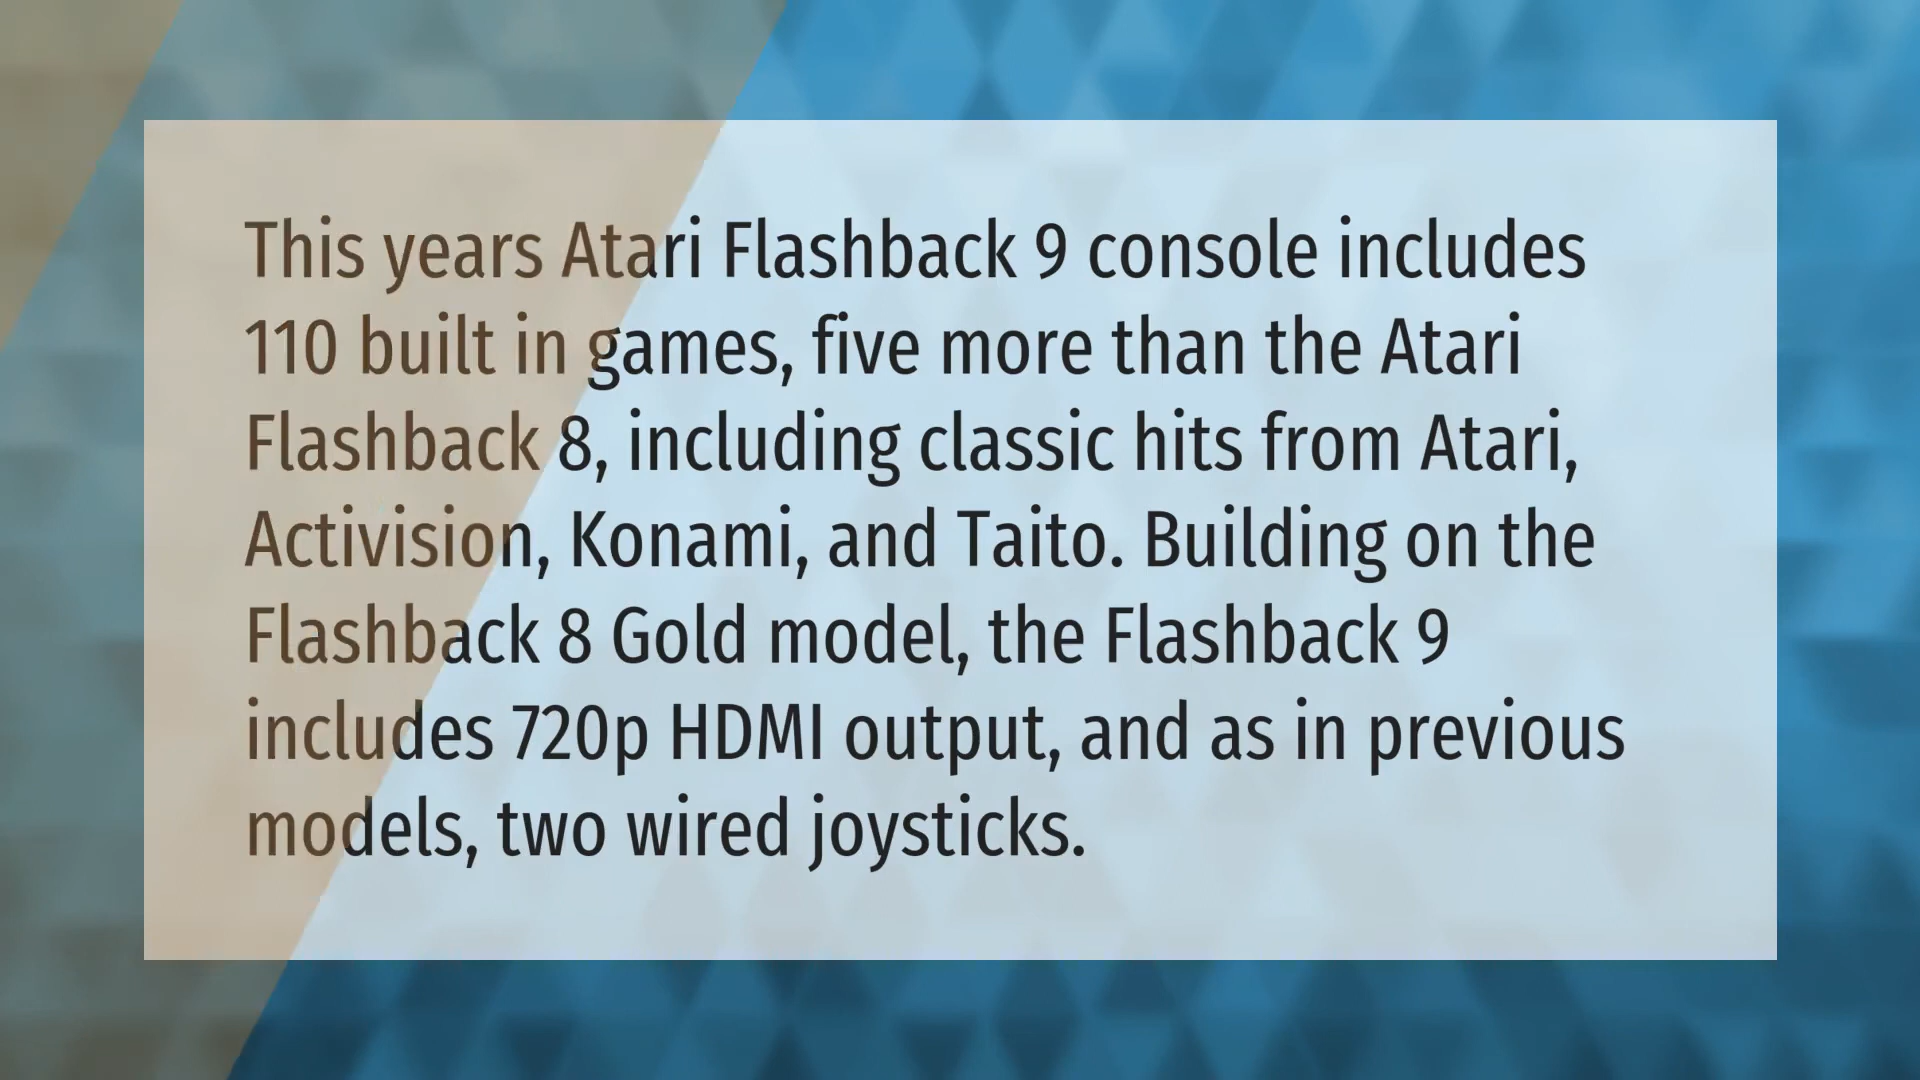 This years Atari Flashback 9 console includes
110 built in games, five more than the Atari
Flashback 8, including classic hits from Atari,
Activision, Konami, and Taito. Building on the
Flashback 8 Gold model, the Flashback 9
includes 720p HDMI output, and as in previous
models, two wired joysticks.